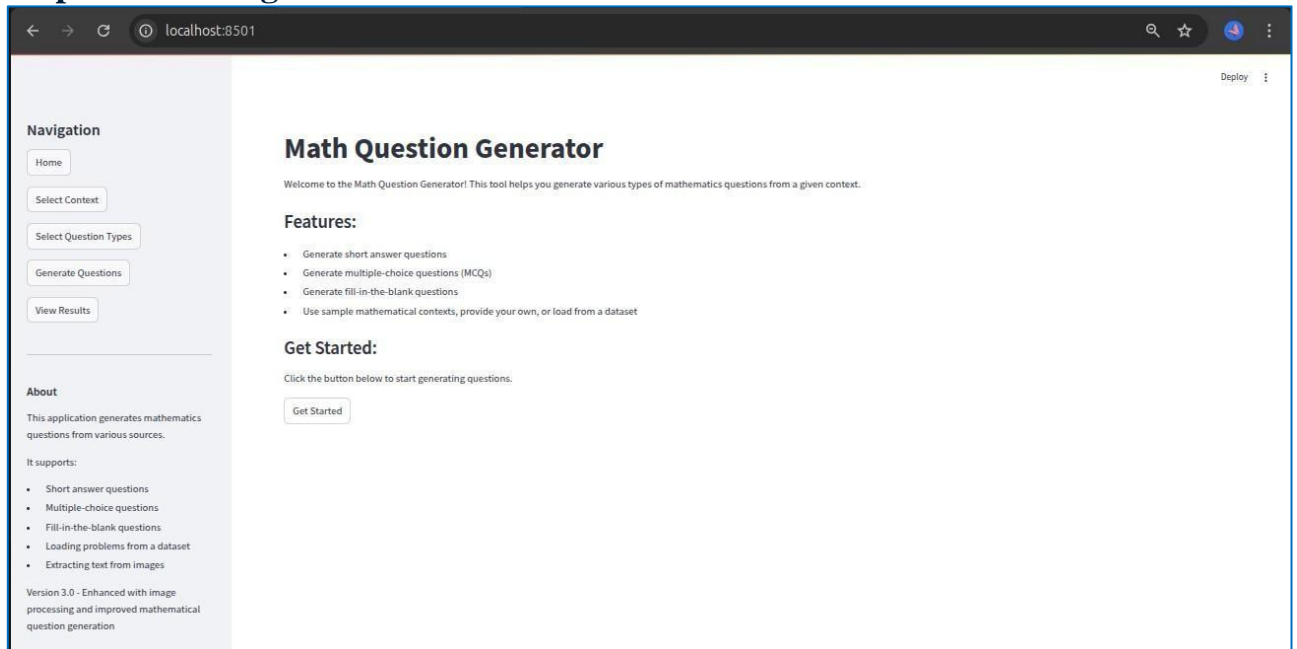 localhost:8501
Deploy
Navigation
Home
Select Context
Select Question Types
Generate Questions
View Results
About
This application generates mathematics
questions from various sources.
It supports:
• Short answer questions
• Multiple-choice questions
• Fill-in-the-blank questions
• Loading problems from a dataset
• Extracting text from images
Version 3.0 - Enhanced with image
processing and improved mathematical
question generation
Math Question Generator
Welcome to the Math Question Generator! This tool helps you generate various types of mathematics questions from a given context.
Features:
• Generate short answer questions
• Generate multiple-choice questions (MCQs)
• Generate fill-in-the-blank questions
• Use sample mathematical contexts, provide your own, or load from a dataset
Get Started:
Click the button below to start generating questions.
Get Started